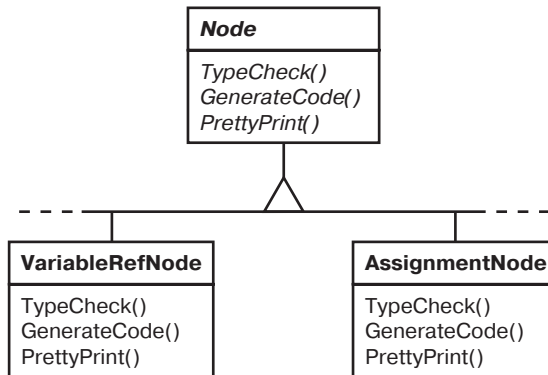 Node
TypeCheck()
GenerateCode()
PrettyPrint()
VariableRefNode
TypeCheck()
GenerateCode()
PrettyPrint()
AssignmentNode
TypeCheck()
GenerateCode()
PrettyPrint()